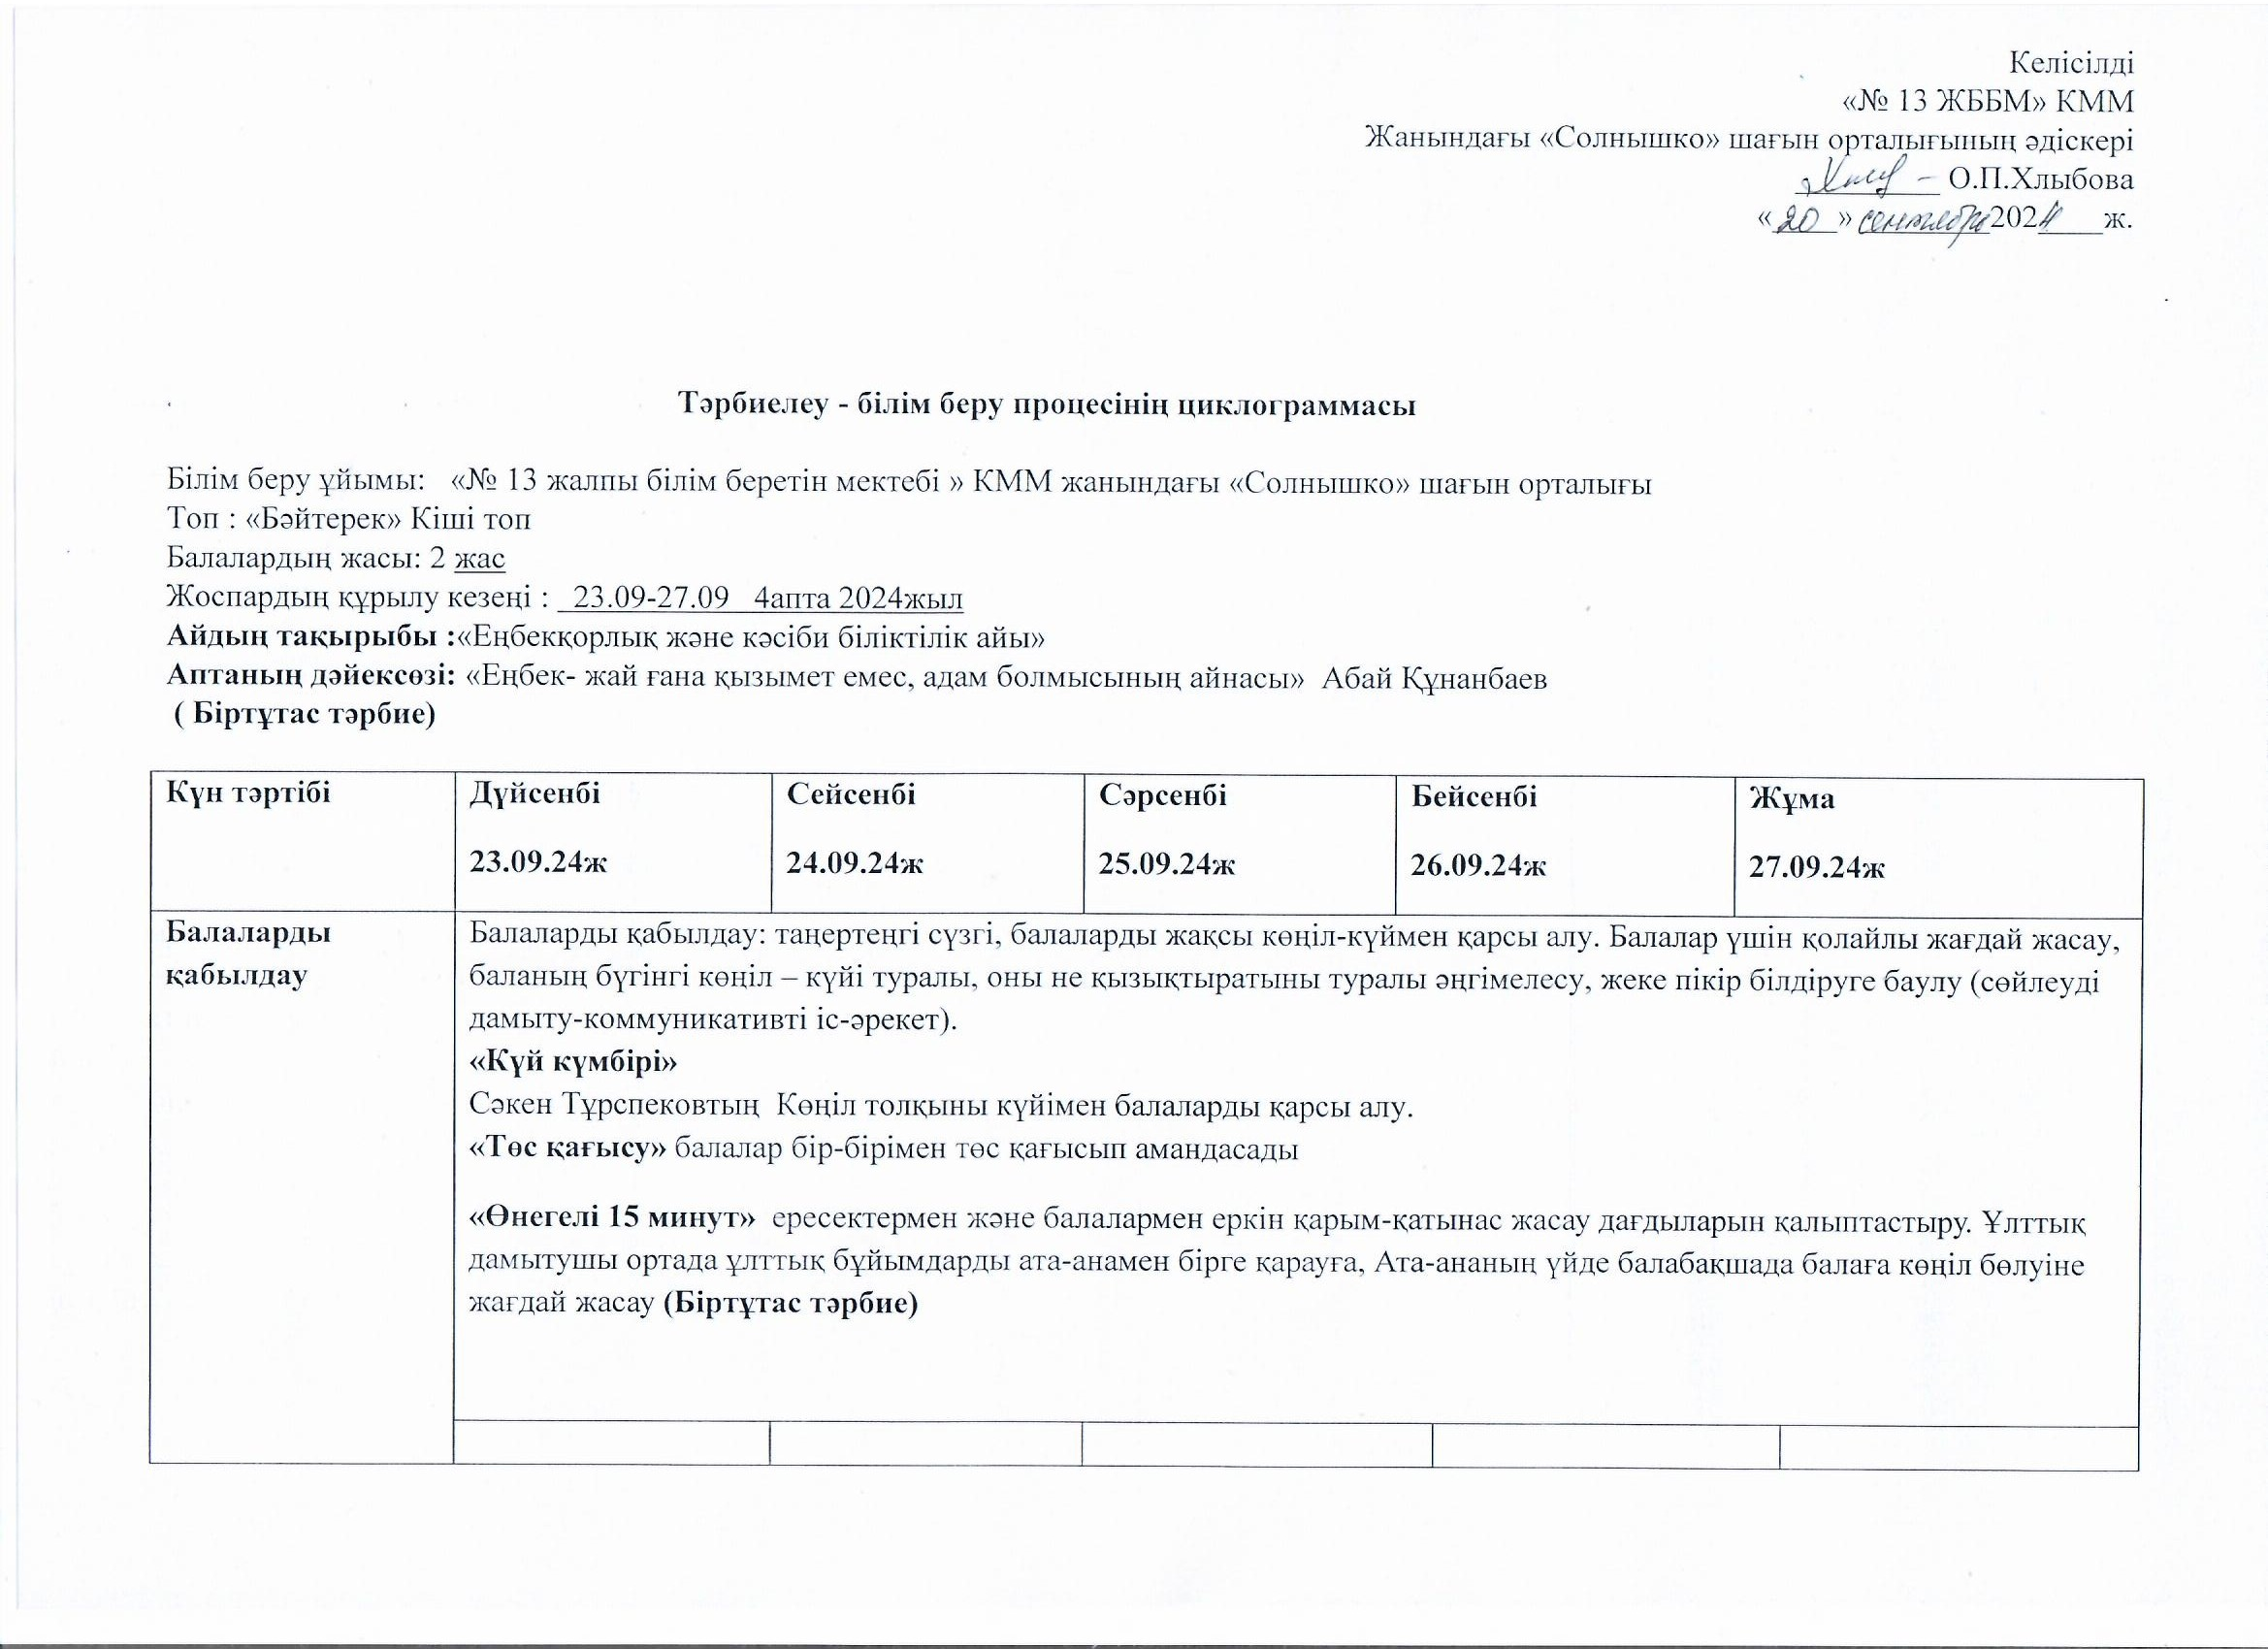 Келісілді
«№ 13 ЖББМ» КММ
Жанындағы «Солнышко» шағын орталығының әдіскері
О.П.Хлыбова
«20» сентября 2024 ж.
Тәрбиелеу - білім беру процесінің циклограммасы
Білім беру ұйымы: «№ 13 жалпы білім беретін мектебі » КММ жанындағы «Солнышко» шағын орталығы
Топ : «Бәйтерек» Кіші топ
Балалардың жасы: 2 жас
Жоспардың құрылу кезеңі : 23.09-27.09 4апта 2024жыл
Айдың тақырыбы :«Еңбекқорлық және кәсіби біліктілік айы»
Аптаның дәйексөзі: «Еңбек- жай ғана қызымет емес, адам болмысының айнасы» Абай Құнанбаев
( Біртұтас тәрбие)
Күн тәртібі Дүйсенбі Сейсенбі Сәрсенбі Бейсенбі Жұма
23.09.24ж 24.09.24ж 25.09.24ж 26.09.24ж 27.09.24ж
Балаларды
қабылдау
Балаларды қабылдау: таңертеңгі сүзгі, балаларды жақсы көңіл-күймен қарсы алу. Балалар үшін қолайлы жағдай жасау,
баланың бүгінгі көңіл – күйі туралы, оны не қызықтыратыны туралы әңгімелесу, жеке пікір білдіруге баулу (сөйлеуді
дамыту-коммуникативті іс-әрекет).
«Күй күмбірі»
Сәкен Тұрспековтың Көңіл толқыны күйімен балаларды қарсы алу.
«Төс қағысу» балалар бір-бірімен төс қағысып амандасады
«Өнегелі 15 минут» ересектермен және балалармен еркін қарым-қатынас жасау дағдыларын қалыптастыру. Ұлттық
дамытушы ортада ұлттық бұйымдарды ата-анамен бірге қарауға, Ата-ананың үйде балабақшада балаға көңіл бөлуіне
жағдай жасау (Біртұтас тәрбие)